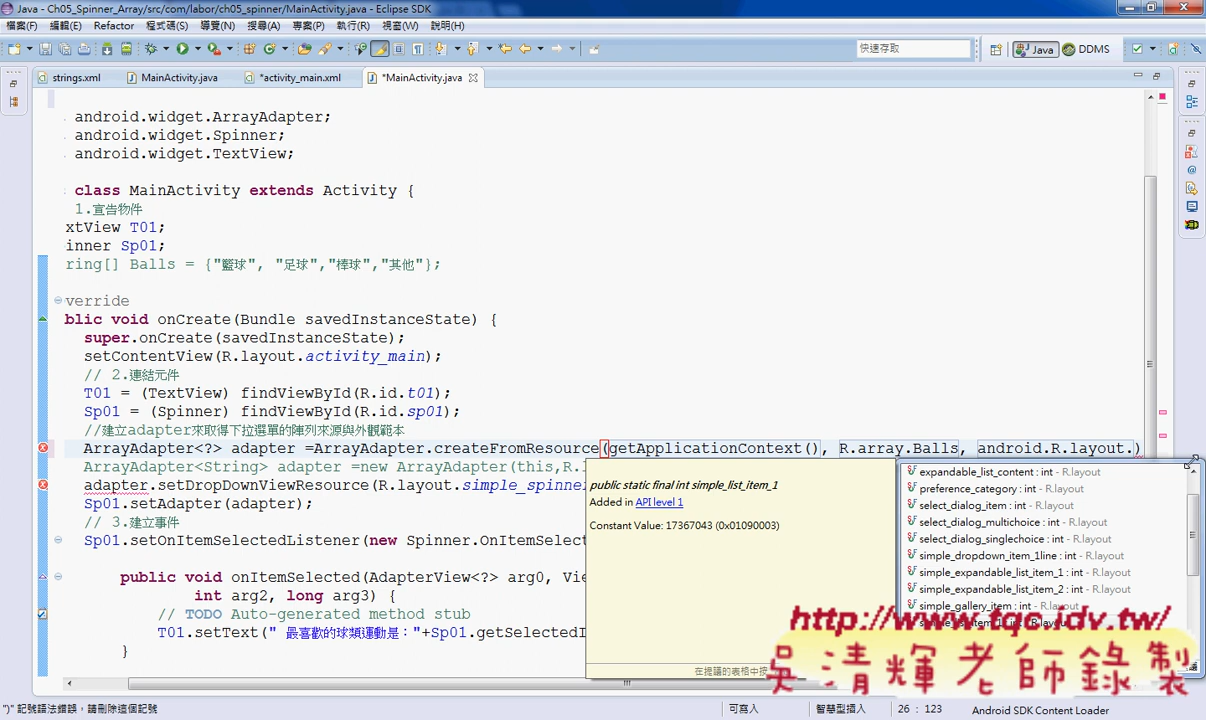 Java - Ch05_Spinner_Array/src/com/labor/ch05_spinner/MainActivity.java - Eclipse SDK
檔案(F) 編輯(E) Refactor 程式碼(S) 導覽(N) 搜尋(A) 專案(P) 執行(R) 視窗(W) 說明(H)
快速存取 Java DDMS
strings.xml MainActivity.java *activity_main.xml *MainActivity.java
android.widget.ArrayAdapter;
android.widget.Spinner;
android.widget.TextView;
class MainActivity extends Activity {
1.宣告物件
xtView T01;
inner Sp01;
ring[] Balls = {"籃球", "足球","棒球","其他"};
verride
blic void onCreate(Bundle savedInstanceState) {
super.onCreate(savedInstanceState);
setContentView(R.layout.activity_main);
// 2.連結元件
T01 = (TextView) findViewById(R.id.t01);
Sp01 = (Spinner) findViewById(R.id.sp01);
//建立adapter來取得下拉選單的陣列來源與外觀範本
ArrayAdapter<?> adapter =ArrayAdapter.createFromResource(getApplicationContext(), R.array.Balls, android.R.layout.)
ArrayAdapter<String> adapter =new ArrayAdapter(this,R.l
adapter.setDropDownViewResource(R.layout.simple_spinne
Sp01.setAdapter(adapter);
// 3.建立事件
Sp01.setOnItemSelectedListener(new Spinner.OnItemSelect
public void onItemSelected(AdapterView<?> arg0, Vie
int arg2, long arg3) {
// TODO Auto-generated method stub
T01.setText(" 最喜歡的球類運動是："+Sp01.getSelectedI
}
public static final int simple_list_item_1
Added in API level 1
Constant Value: 17367043 (0x01090003)
expandable_list_content : int - R.layout
preference_category : int - R.layout
select_dialog_item : int - R.layout
select_dialog_multichoice : int - R.layout
select_dialog_singlechoice : int - R.layout
simple_dropdown_item_1line : int - R.layout
simple_expandable_list_item_1 : int - R.layout
simple_expandable_list_item_2 : int - R.layout
simple_gallery_item : int - R.layout
http://www.tqc.idv.tw/
在提議的表格中按
吳清輝老師錄製
")" 記號語法錯誤，請刪除這個記號 可寫入 智慧型插入 26 : 123 Android SDK Content Loader